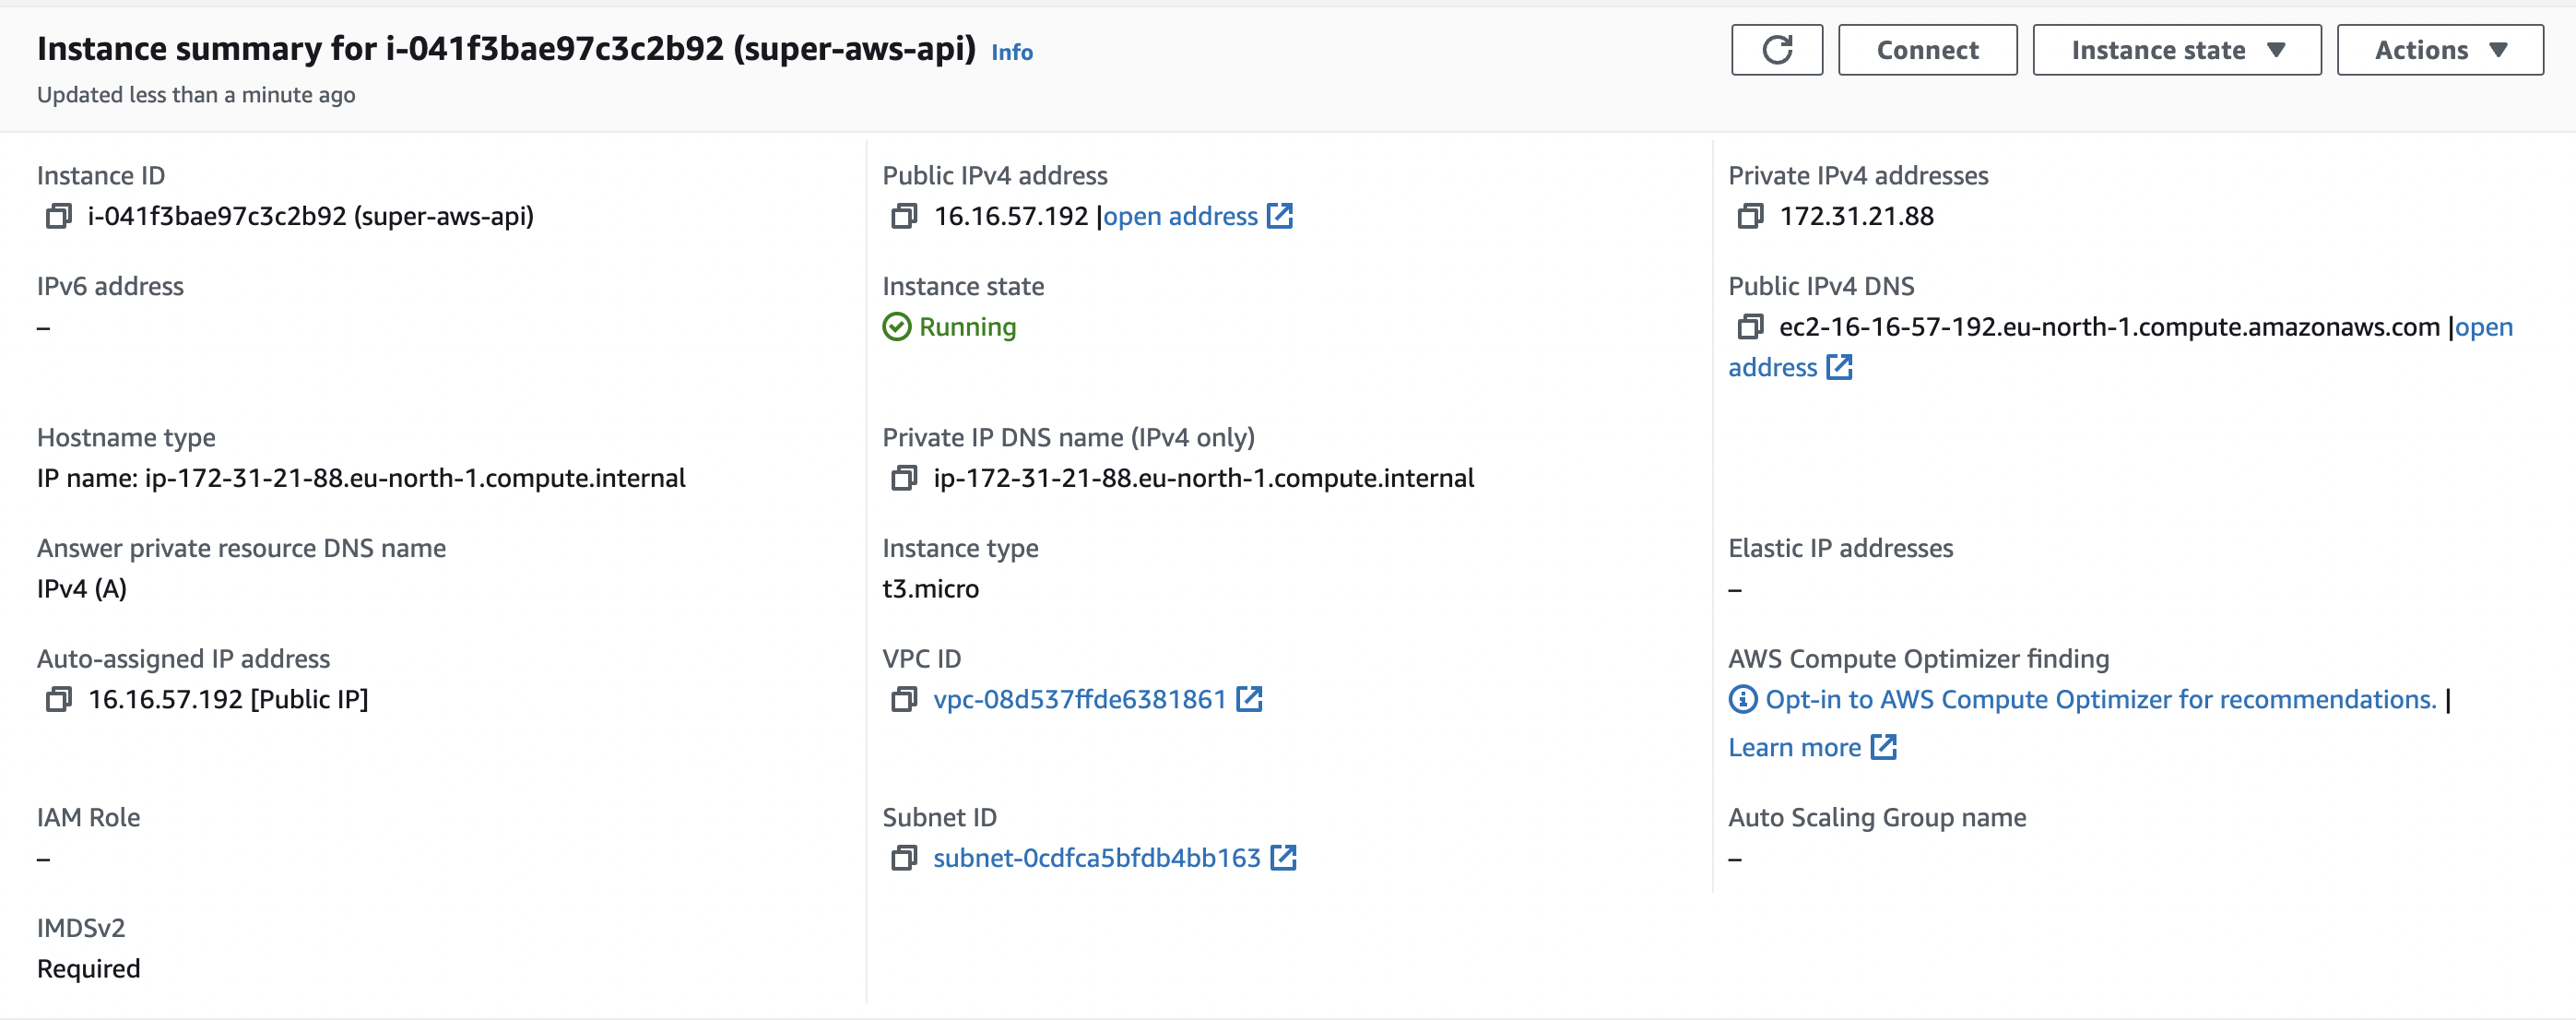 Instance summary for i-041f3bae97c3c2b92 (super-aws-api) Info
Updated less than a minute ago
Connect
Instance state
Actions
Instance ID
i-041f3bae97c3c2b92 (super-aws-api)
Public IPv4 address
16.16.57.192 |open address
Private IPv4 addresses
172.31.21.88
IPv6 address
–
Instance state
Running
Public IPv4 DNS
ec2-16-16-57-192.eu-north-1.compute.amazonaws.com |open
address
Hostname type
IP name: ip-172-31-21-88.eu-north-1.compute.internal
Private IP DNS name (IPv4 only)
ip-172-31-21-88.eu-north-1.compute.internal
Answer private resource DNS name
IPv4 (A)
Instance type
t3.micro
Elastic IP addresses
–
Auto-assigned IP address
16.16.57.192 [Public IP]
VPC ID
vpc-08d537ffde6381861
AWS Compute Optimizer finding
Opt-in to AWS Compute Optimizer for recommendations. |
Learn more
IAM Role
–
Subnet ID
subnet-0cdfca5bfdb4bb163
Auto Scaling Group name
–
IMDSv2
Required